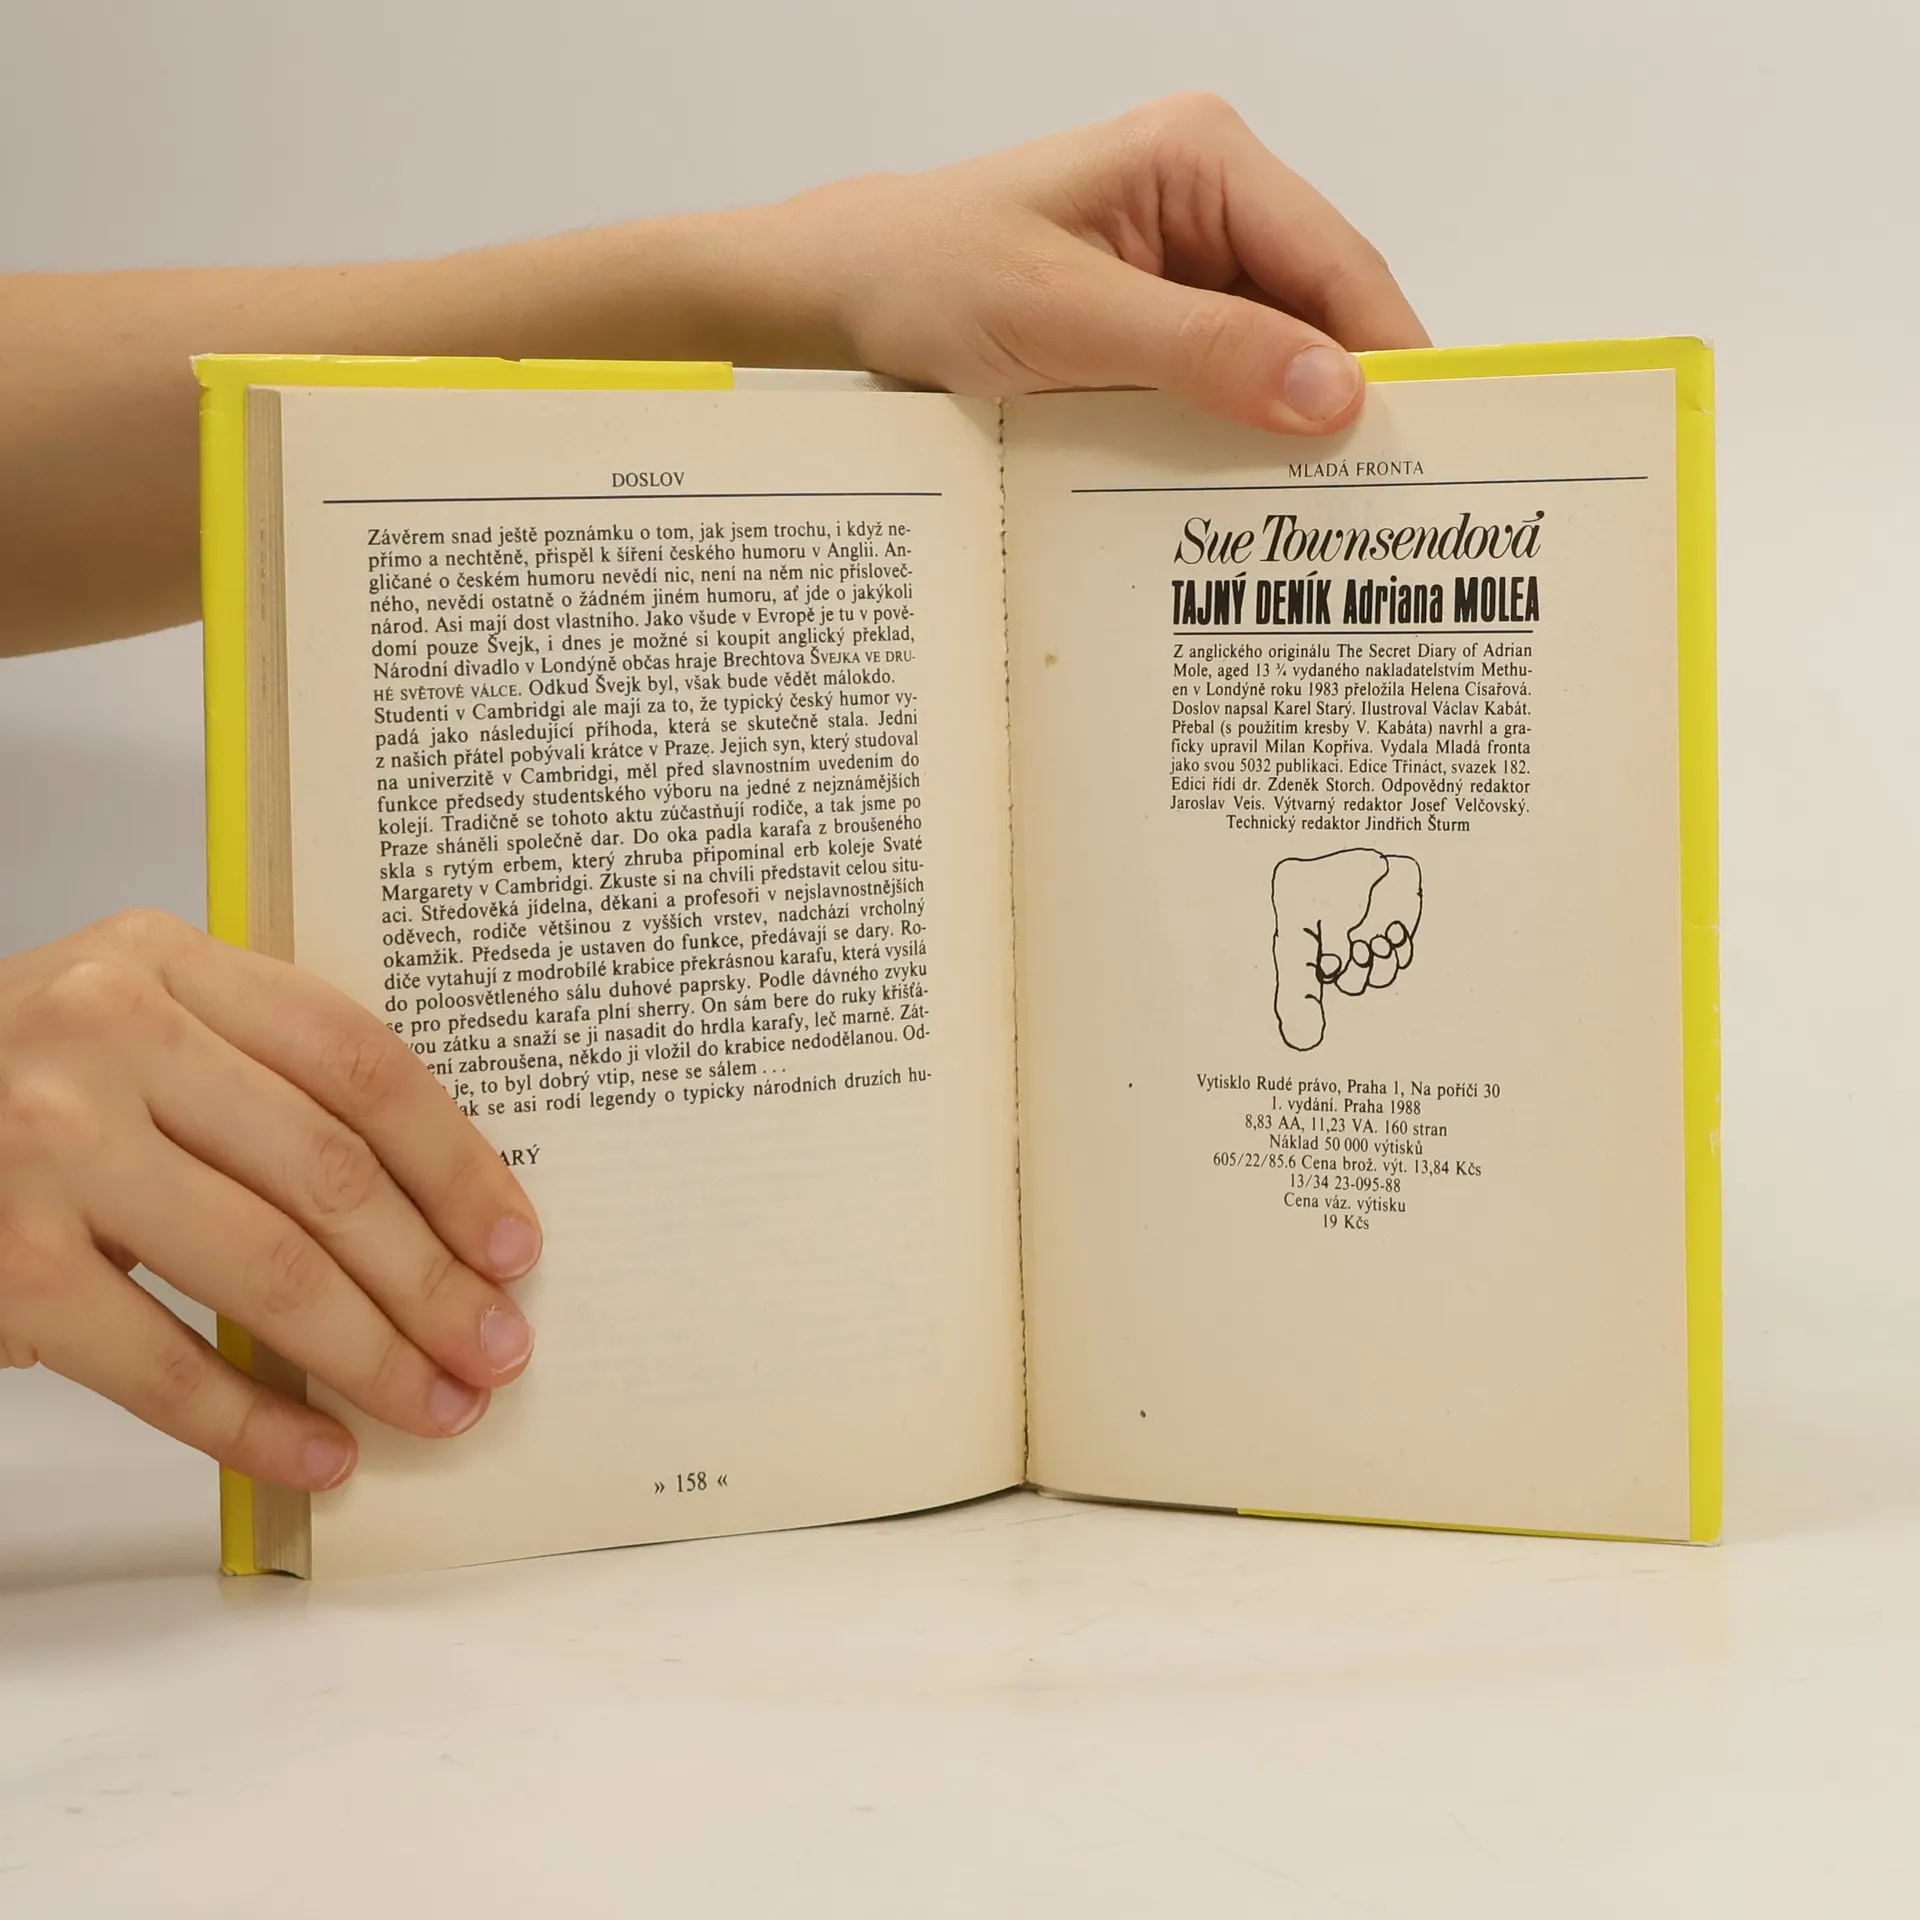 DOSLOV
Závěrem snad ještě poznámku o tom, jak jsem trochu, i když ne-
přímo a nechtěně, přispěl k šíření českého humoru v Anglii. An-
gličané o českém humoru nevědí nic, není na něm nic přísloveč-
ného, nevědí ostatně o žádném jiném humoru, ať jde o jakýkoli
národ. Asi mají dost vlastního. Jako všude v Evropě je tu v pově-
domí pouze Švejk, i dnes je možné si koupit anglický překlad,
Národní divadlo v Londýně občas hraje Brechtova ŠVEJKA VE DRU-
HÉ SVĚTOVÉ VÁLCE. Odkud Švejk byl, však bude vědět málokdo.
Studenti v Cambridgi ale mají za to, že typický český humor vy-
padá jako následující příhoda, která se skutečně stala. Jedni
z našich přátel pobývali krátce v Praze. Jejich syn, který studoval
na univerzitě v Cambridgi, měl před slavnostním uvedením do
funkce předsedy studentského výboru na jedné z nejznámějších
kolejí. Tradičně se tohoto aktu zúčastňují rodiče, a tak jsme po
Praze sháněli společně dar. Do oka padla karafa z broušeného
skla s rytým erbem, který zhruba připomínal erb koleje Svaté
Margarety v Cambridgi. Zkuste si na chvíli představit celou situ-
aci. Středověká jídelna, děkani a profesoři v nejslavnostnějších
oděvech, rodiče většinou z vyšších vrstev, nadchází vrcholný
okamžik. Předseda je ustaven do funkce, předávají se dary. Ro-
diče vytahují z modrobílé krabice překrásnou karafu, která vysílá
do poloosvětleného sálu duhové paprsky. Podle dávného zvyku
se pro předsedu karafa plní sherry. On sám bere do ruky křišťá-
vou zátku a snaží se ji nasadit do hrdla karafy, leč marně. Zát-
ení zabroušena, někdo ji vložil do krabice nedodělanou. Od-
je, to byl dobrý vtip, nese se sálem . . .
ak se asi rodí legendy o typicky národních druzích hu-
ARÝ
» 158 «
MLADÁ FRONTA
Sue Townsendová
TAJNÝ DENÍK Adriana MOLEA
Z anglického originálu The Secret Diary of Adrian
Mole, aged 13 ¾ vydaného nakladatelstvím Methu-
en v Londýně roku 1983 přeložila Helena Císařová.
Doslov napsal Karel Starý. Ilustroval Václav Kabát.
Přebal (s použitím kresby V. Kabáta) navrhl a gra-
ficky upravil Milan Kopřiva. Vydala Mladá fronta
jako svou 5032 publikaci. Edice Třináct, svazek 182.
Edici řídí dr. Zdeněk Storch. Odpovědný redaktor
Jaroslav Veis. Výtvarný redaktor Josef Velčovský.
Technický redaktor Jindřich Šturm
Vytisklo Rudé právo, Praha 1, Na poříčí 30
1. vydání. Praha 1988
8,83 AA, 11,23 VA. 160 stran
Náklad 50 000 výtisků
605/22/85.6 Cena brož. výt. 13,84 Kčs
13/34 23-095-88
Cena váz. výtisku
19 Kčs